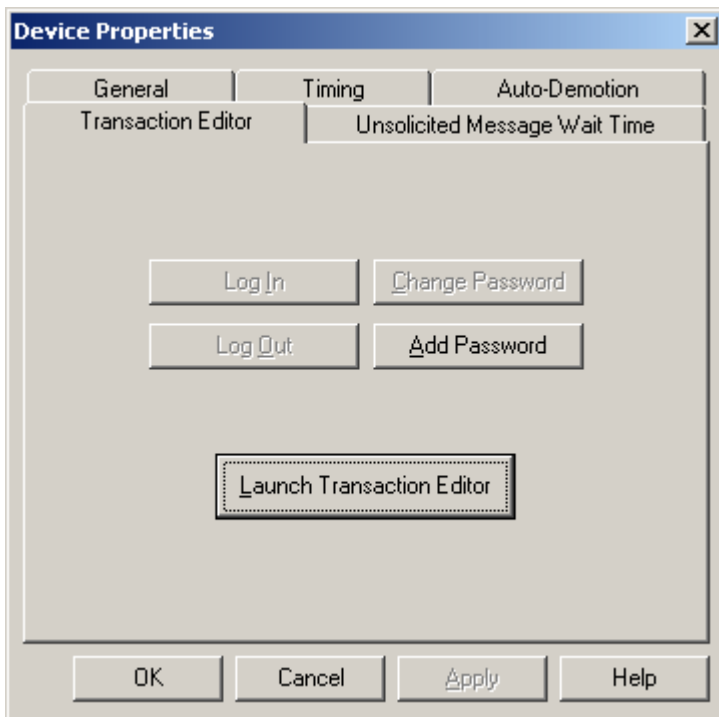 Device Properties
General Timing Auto-Demotion
Transaction Editor Unsolicited Message Wait Time
Log In Change Password
Log Out Add Password
Launch Transaction Editor
OK Cancel Apply Help